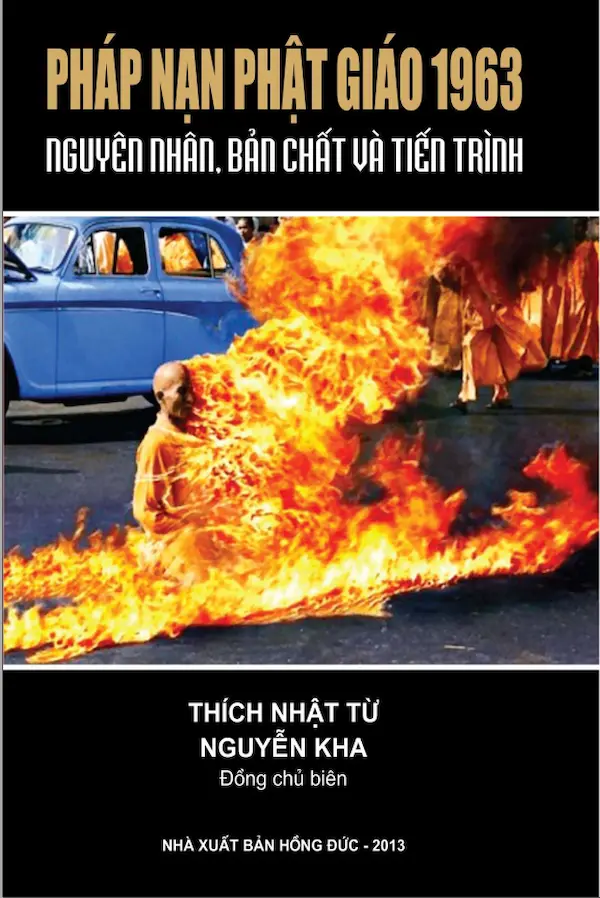 PHÁP NẠN PHẬT GIÁO 1963
NGUYÊN NHÂN, BẢN CHẤT VÀ TIẾN TRÌNH
THÍCH NHẬT TỪ
NGUYỄN KHA
Đồng chủ biên
NHÀ XUẤT BẢN HỒNG ĐỨC - 2013